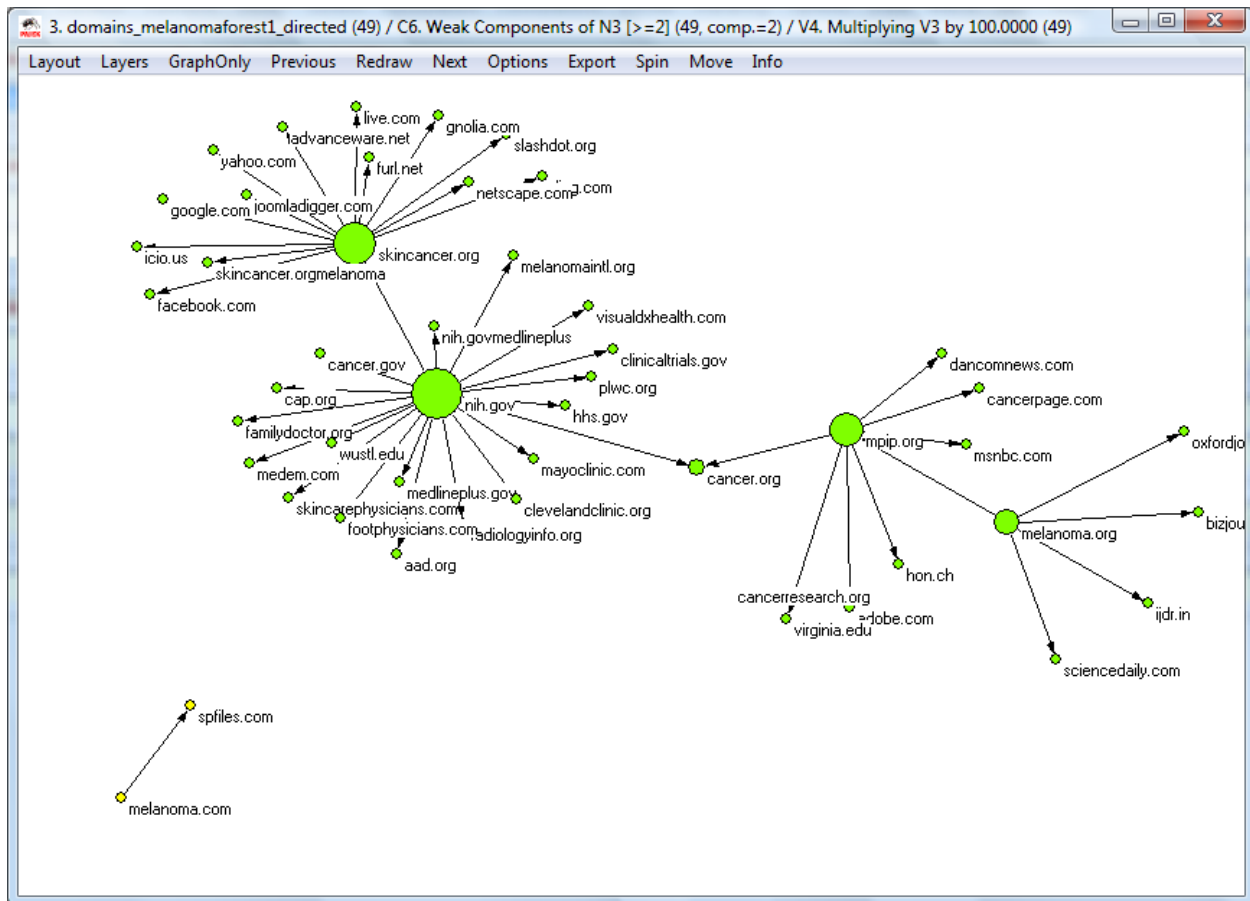 3. domains_melanomaforest1_directed (49) / C6. Weak Components of N3 [>=2] (49, comp.=2) / V4. Multiplying V3 by 100.0000 (49)
Layout Layers GraphOnly Previous Redraw Next Options Export Spin Move Info
live.com
gnolia.com
advanceware.net
slashdot.org
yahoo.com
furl.net
netscape.com
joomladigger.com
google.com
skincancer.org
icio.us
skincancer.orgmelanoma
melanomaintl.org
facebook.com
visualdxhealth.com
nih.govmedlineplus
cancer.gov
clinicaltrials.gov
dancomnews.com
plwc.org
cap.org
nih.gov
cancerpage.com
hhs.gov
familydoctor.org
mpip.org
oxfordjo
wustl.edu
msnbc.com
medem.com
mayoclinic.com
cancer.org
medlineplus.gov
skincarephysicians.com
clevelandclinic.org
footphysicians.com
adiologyinfo.org
melanoma.org
bizjou
aad.org
hon.ch
cancerresearch.org
ijdr.in
dobe.com
virginia.edu
sciencedaily.com
spfiles.com
melanoma.com